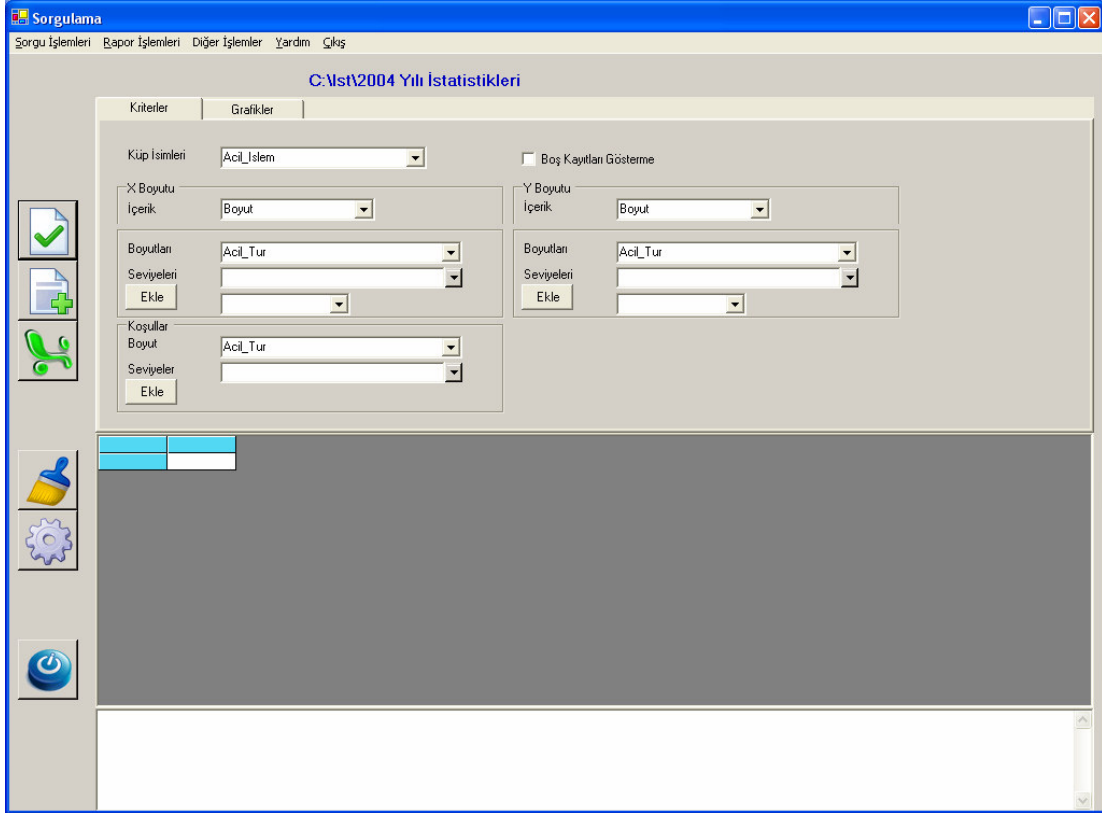 Sorgulama
Sorgu İşlemleri Rapor İşlemleri Diğer İşlemler Yardım Çıkış
C:\Ist\2004 Yılı İstatistikleri
Kriterler Grafikler
Küp İsimleri Acil_Islem Boş Kayıtları Gösterme
X Boyutu Y Boyutu
İçerik Boyut İçerik Boyut
Boyutları Acil_Tur Boyutları Acil_Tur
Seviyeleri Seviyeleri
Ekle Ekle
Koşullar
Boyut Acil_Tur
Seviyeler
Ekle